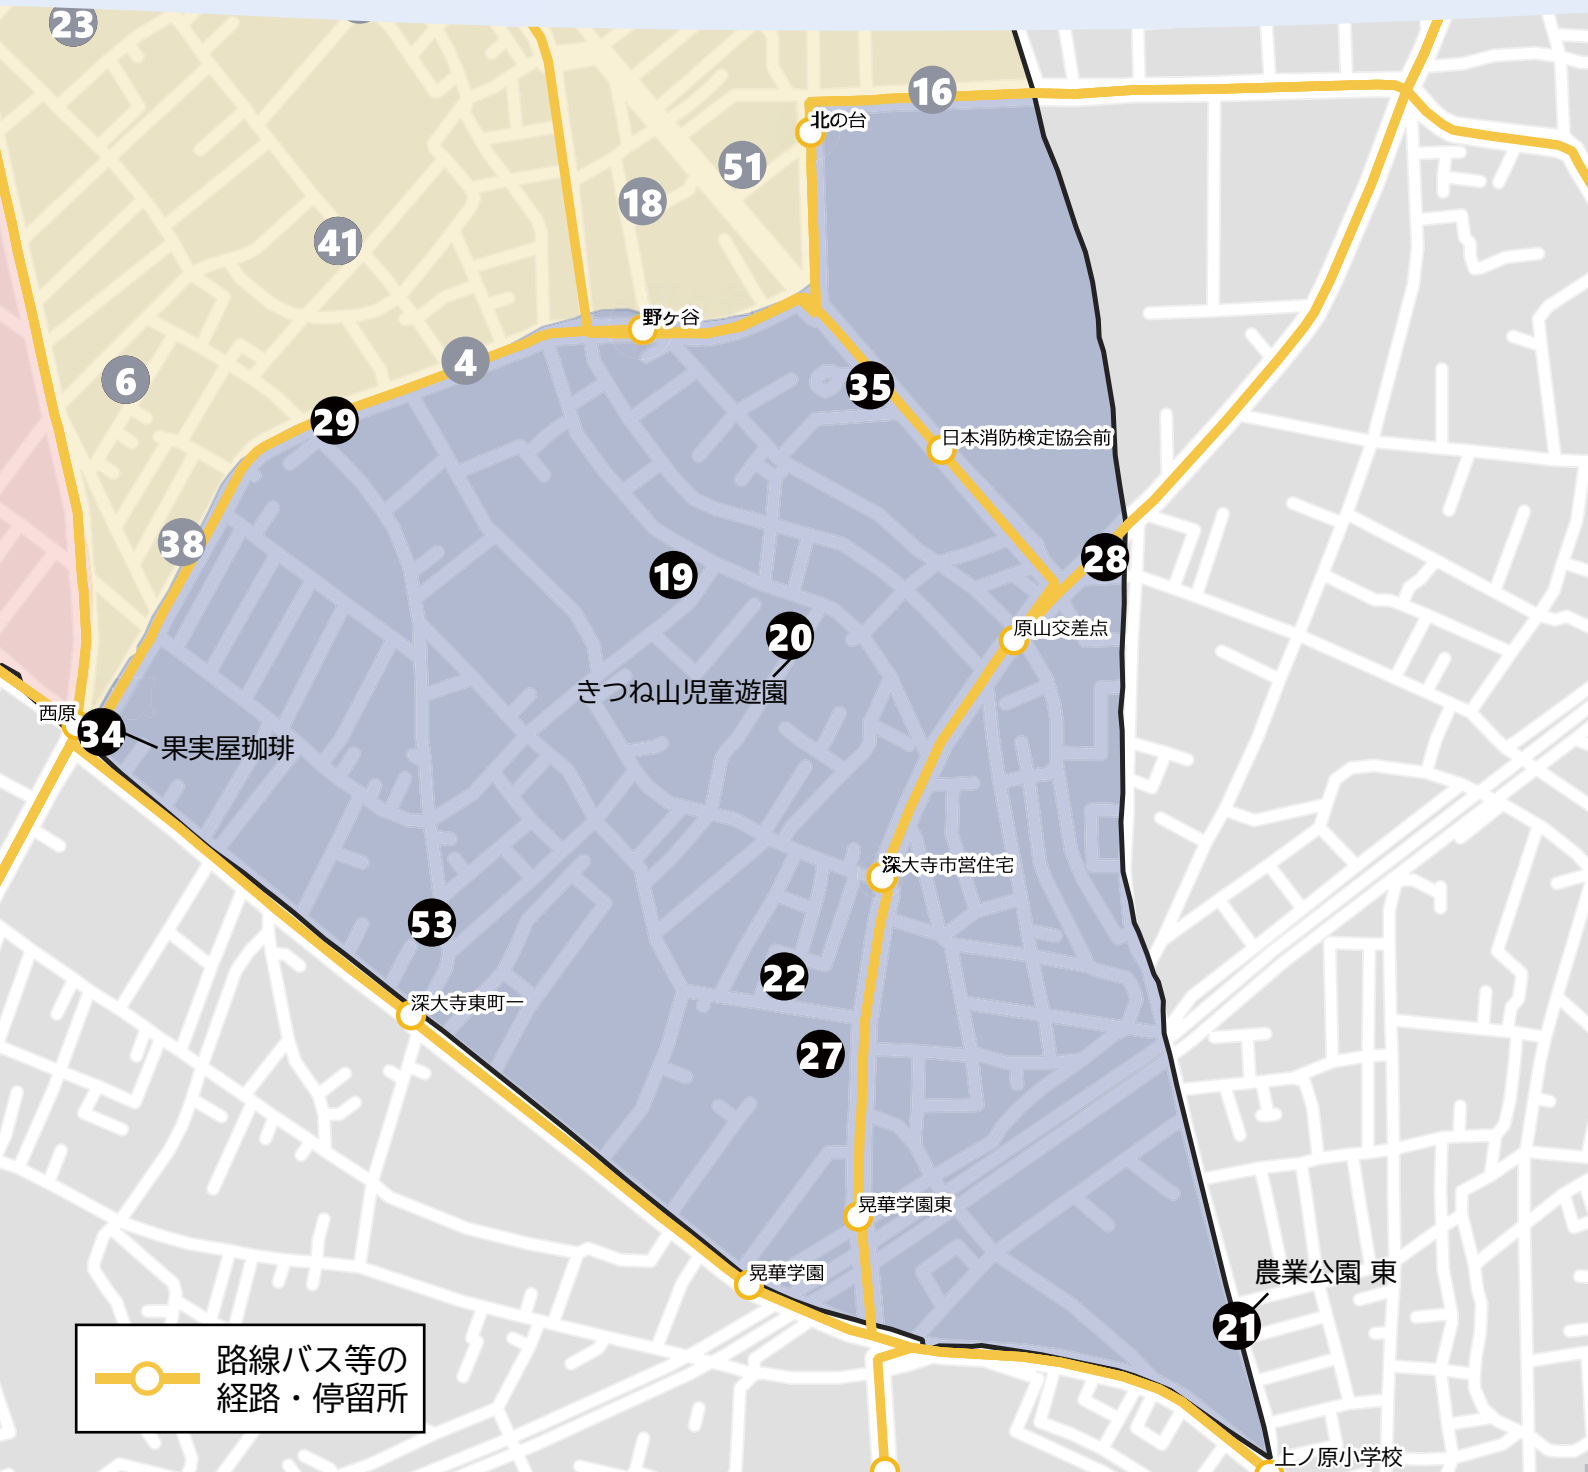 23
16
北の台
51
18
41
野ヶ谷
4
6
35
29
日本消防検定協会前
38
28
19
20
原山交差点
きつね山児童遊園
西原
34
果実屋珈琲
深大寺市営住宅
53
22
深大寺東町一
27
晃華学園東
晃華学園
農業公園 東
21
路線バス等の
経路・停留所
上ノ原小学校